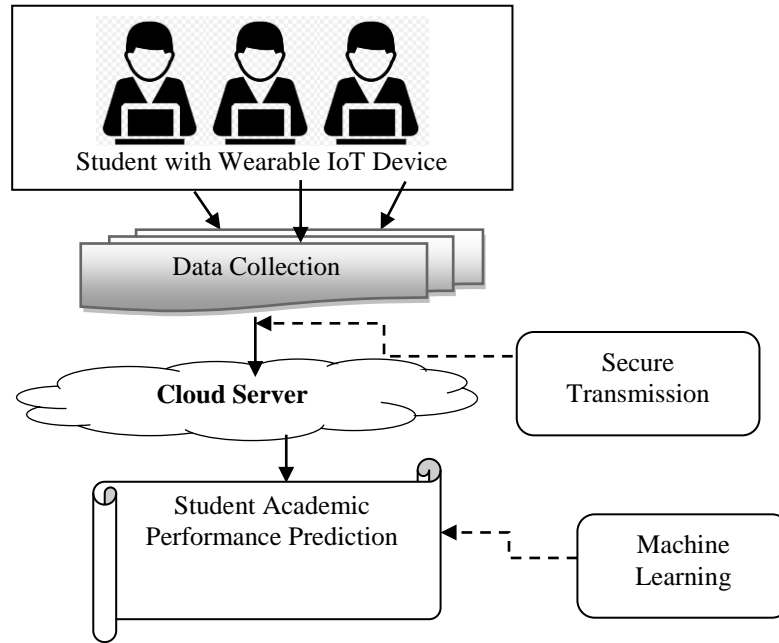 Student with Wearable IoT Device
Data Collection
Secure
Transmission
Cloud Server
Student Academic
Performance Prediction
Machine
Learning